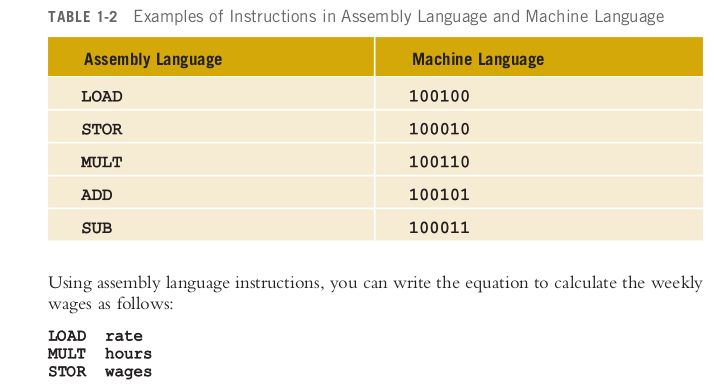 TABLE 1-2 Examples of Instructions in Assembly Language and Machine Language
Assembly Language Machine Language
LOAD 100100
STOR 100010
MULT 100110
ADD 100101
SUB 100011
Using assembly language instructions, you can write the equation to calculate the weekly
wages as follows:
LOAD rate
MULT hours
STOR wages